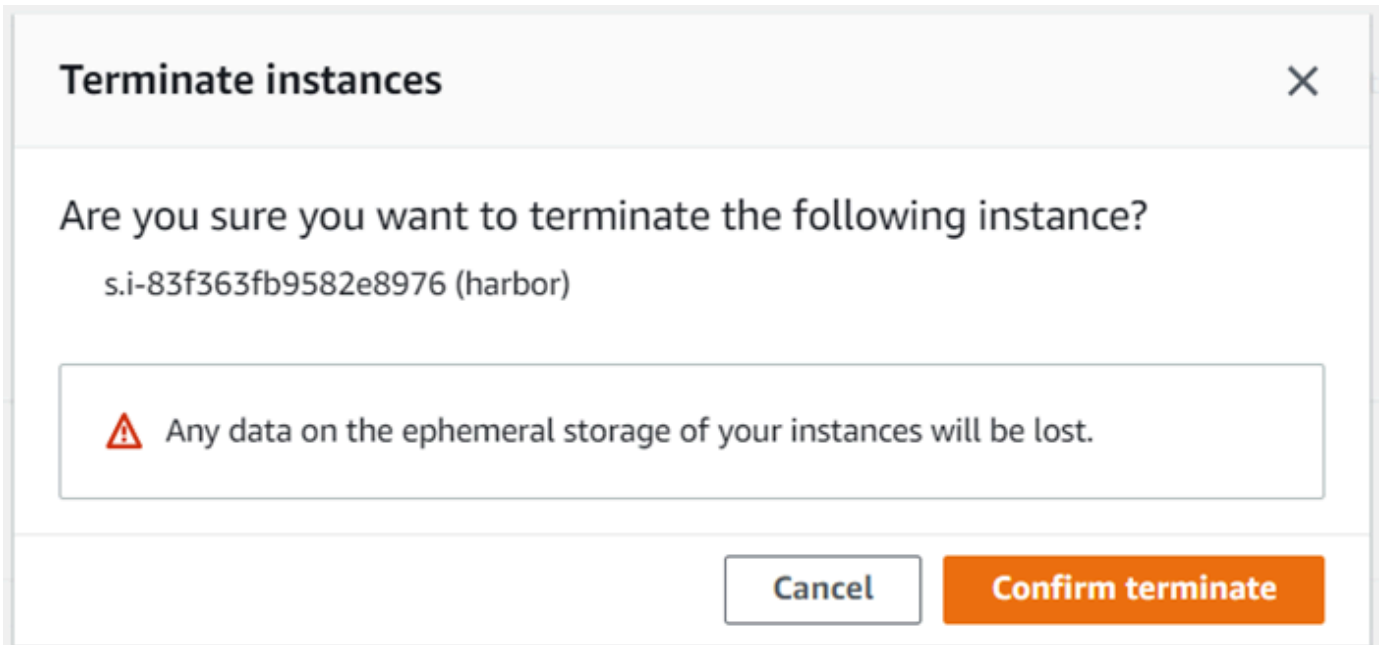 Terminate instances
Are you sure you want to terminate the following instance?
s.i-83f363fb9582e8976 (harbor)
Any data on the ephemeral storage of your instances will be lost.
Cancel
Confirm terminate